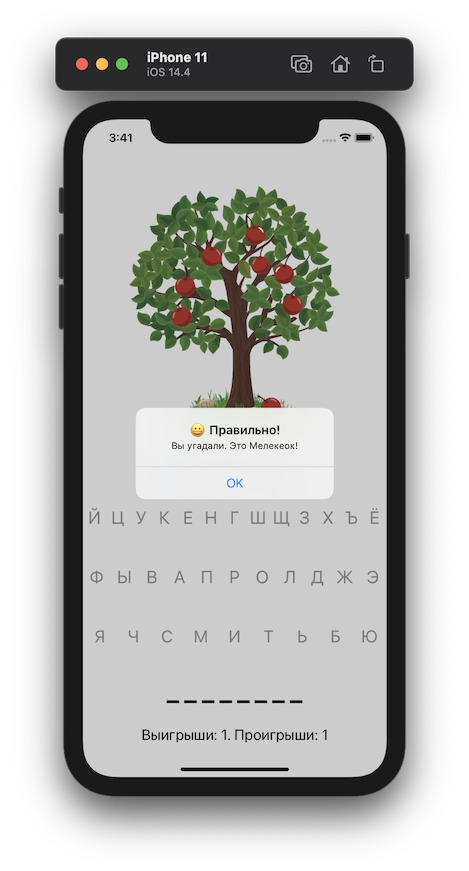 iPhone 11
iOS 14.4
3:41
😀 Правильно!
Вы угадали. Это Мелекеок!
OK
Й Ц У К Е Н Г Ш Щ З Х Ъ Ё
Ф Ы В А П Р О Л Д Ж Э
Я Ч С М И Т Ь Б Ю
_ _ _ _ _ _ _ _
Выигрыши: 1. Проигрыши: 1